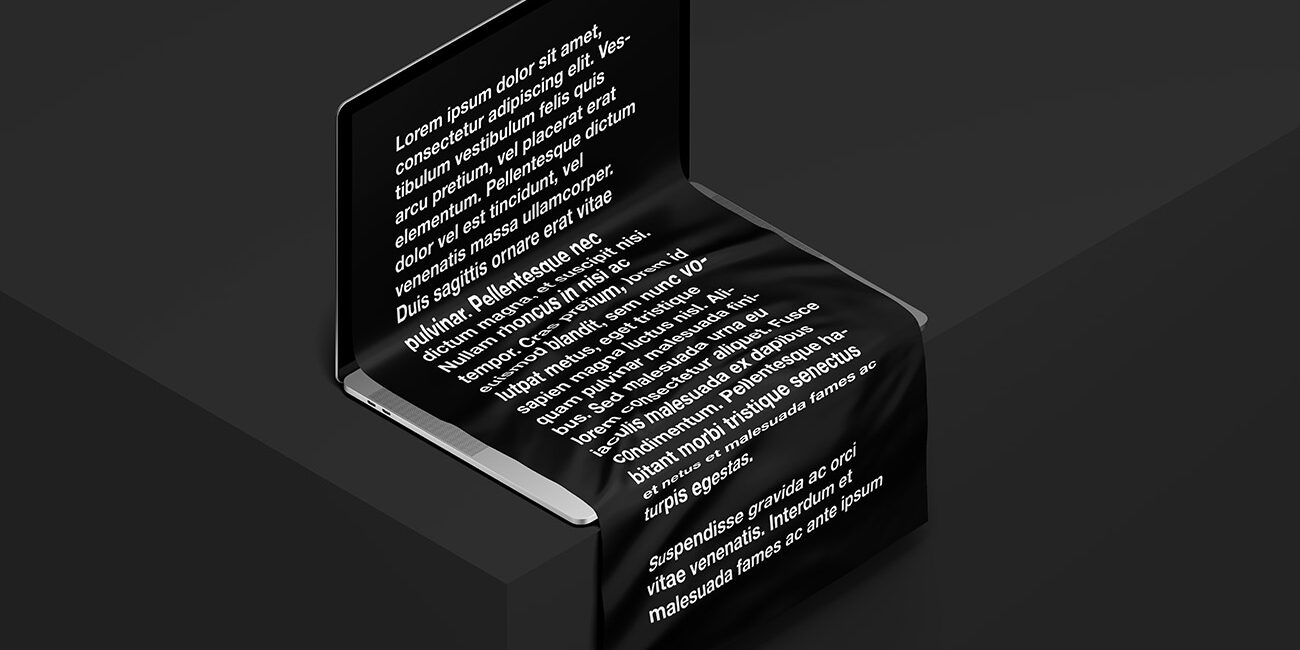 Lorem ipsum dolor sit amet,
consectetur adipiscing elit. Ves-
tibulum vestibulum felis quis
arcu pretium, vel placerat erat
elementum. Pellentesque dictum
dolor vel est tincidunt, vel
venenatis massa ullamcorper.
Duis sagittis ornare erat vitae
pulvinar. Pellentesque nec
dictum magna, et suscipit nisi.
Nullam rhoncus in nisi ac
tempor. Cras pretium, lorem id
euismod blandit, sem nunc vo-
lutpat metus, eget tristique
sapien magna luctus nisl. Ali-
quam pulvinar malesuada fini-
bus. Sed malesuada urna eu
lorem consectetur aliquet. Fusce
iaculis malesuada ex dapibus
condimentum. Pellentesque ha-
bitant morbi tristique senectus
et netus et malesuada fames ac
turpis egestas.
Suspendisse gravida ac orci
vitae venenatis. Interdum et
malesuada fames ac ante ipsum